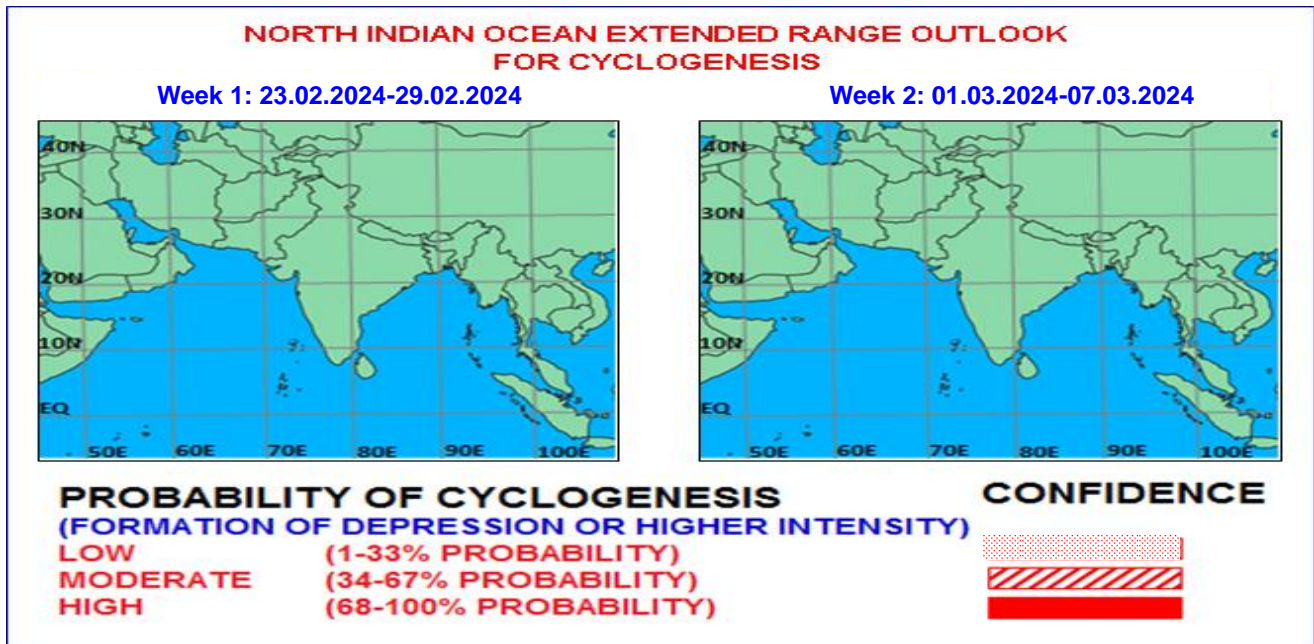 NORTH INDIAN OCEAN EXTENDED RANGE OUTLOOK
FOR CYCLOGENESIS
Week 1: 23.02.2024-29.02.2024
40N
30N
20N
10N
EQ
50E 60E 70E 80E 90E 100E
Week 2: 01.03.2024-07.03.2024
40N
30N
20N
10N
EQ
50E 60E 70E 80E 90E 100E
PROBABILITY OF CYCLOGENESIS CONFIDENCE
(FORMATION OF DEPRESSION OR HIGHER INTENSITY)
LOW (1-33% PROBABILITY)
MODERATE (34-67% PROBABILITY)
HIGH (68-100% PROBABILITY)